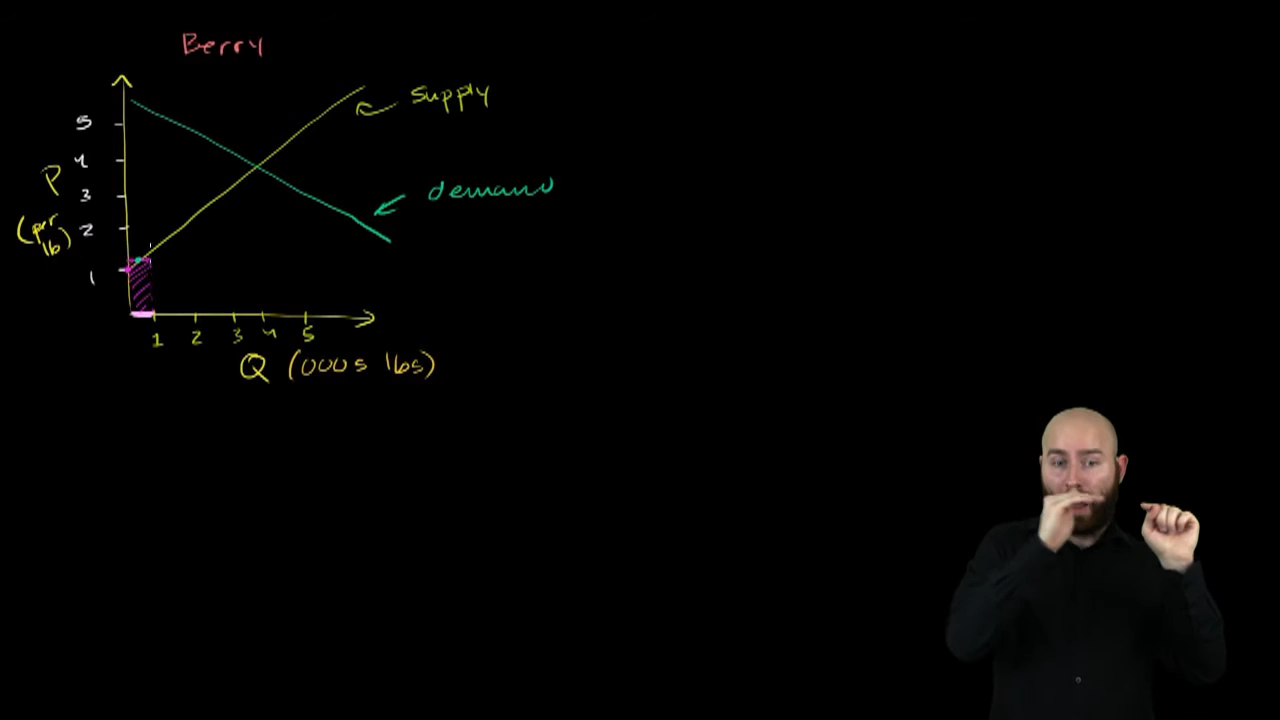 Berry
supply
5
4
P
3
demand
(per
lb)
2
1
1 2 3 4 5
Q (000s lbs)